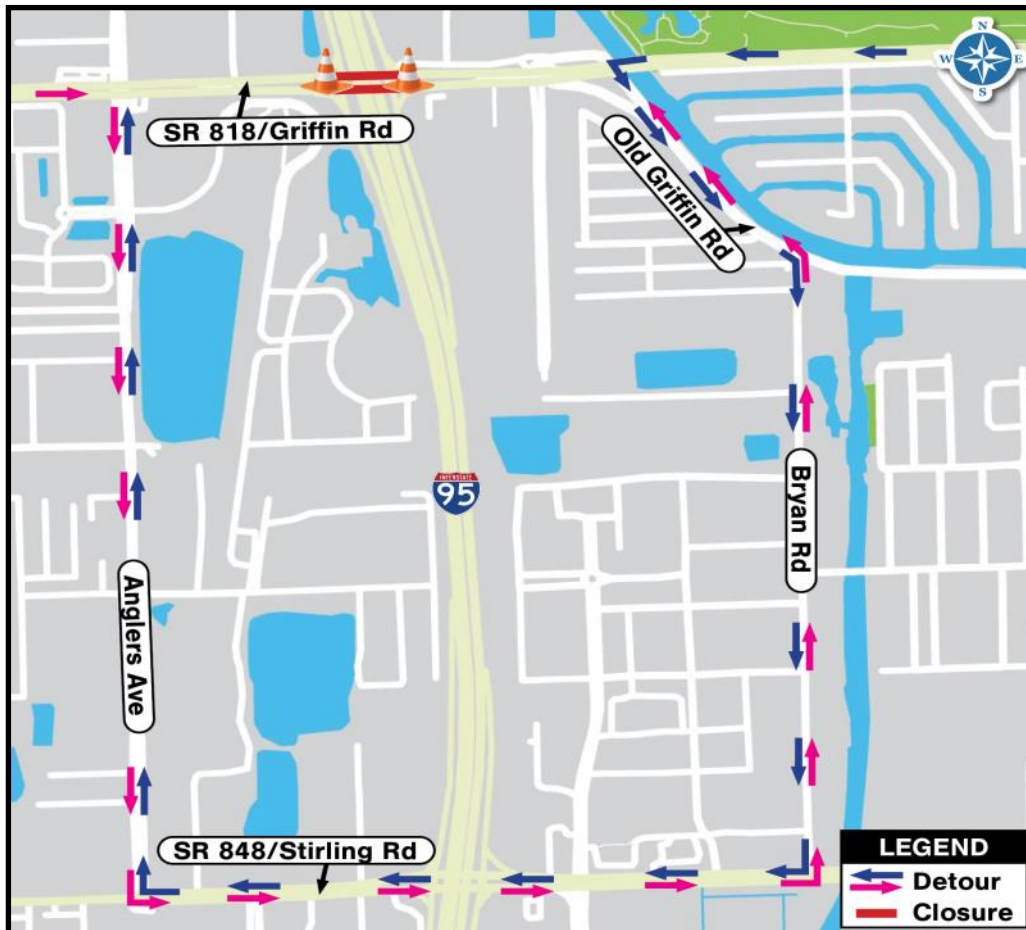 N
W E
S
SR 818/Griffin Rd
Old Griffin Rd
INTERSTATE
95
Bryan Rd
Anglers Ave
SR 848/Stirling Rd
LEGEND
Detour
Closure